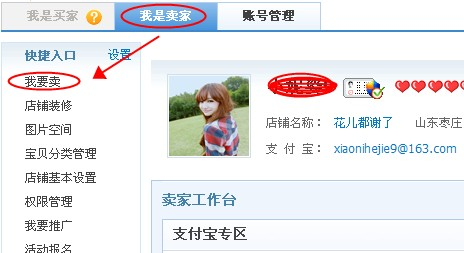 我是买家 ? 我是卖家 账号管理
快捷入口 设置
我要卖
店铺装修
图片空间
宝贝分类管理
店铺基本设置
权限管理
我要推广
活动报名
店铺名称： 花儿都谢了 山东枣庄
支 付 宝： xiaonihejie9@163.com
卖家工作台
支付宝专区